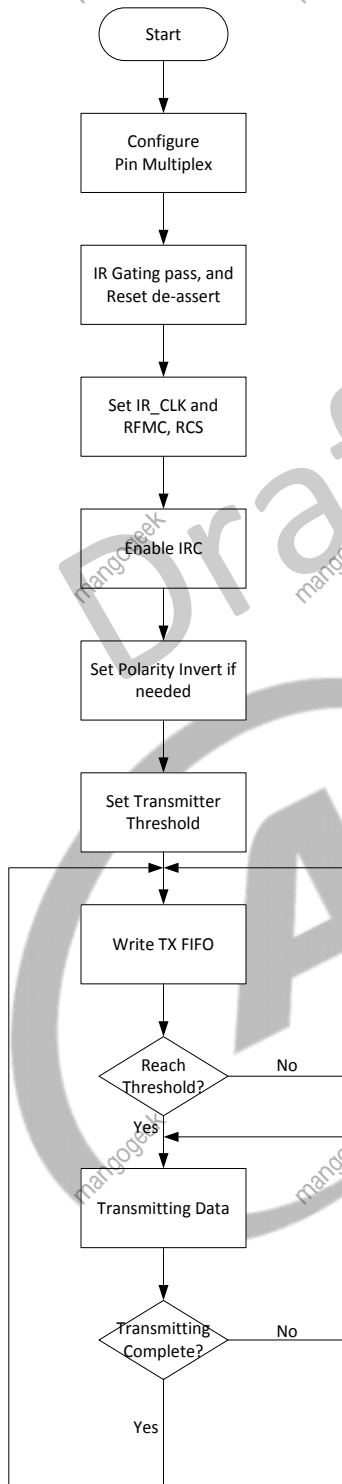 Start
Configure
Pin Multiplex
IR Gating pass, and
Reset de-assert
Set IR_CLK and
RFMC, RCS
Enable IRC
mangogeek
Set Polarity Invert if
needed
Set Transmitter
Threshold
Write TX FIFO
Reach
Threshold?
No
Yes
mangogeek
Transmitting Data
Transmitting
Complete?
No
Yes